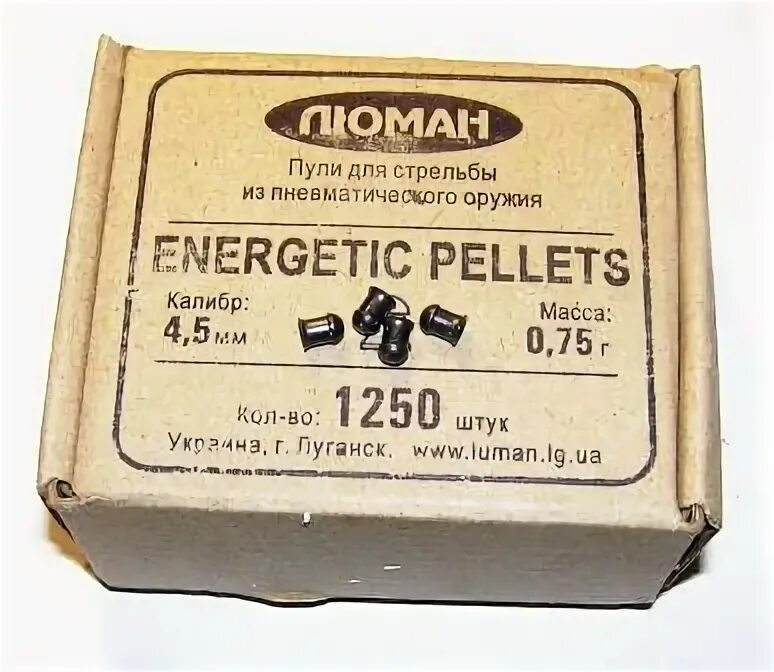 ЛЮМАН
Пули для стрельбы
из пневматического оружия
ENERGETIC PELLETS
Калибр:
4,5 мм
Масса:
0,75 г
Кол-во: 1250 штук
Украина, г. Луганск, www.luman.lg.ua